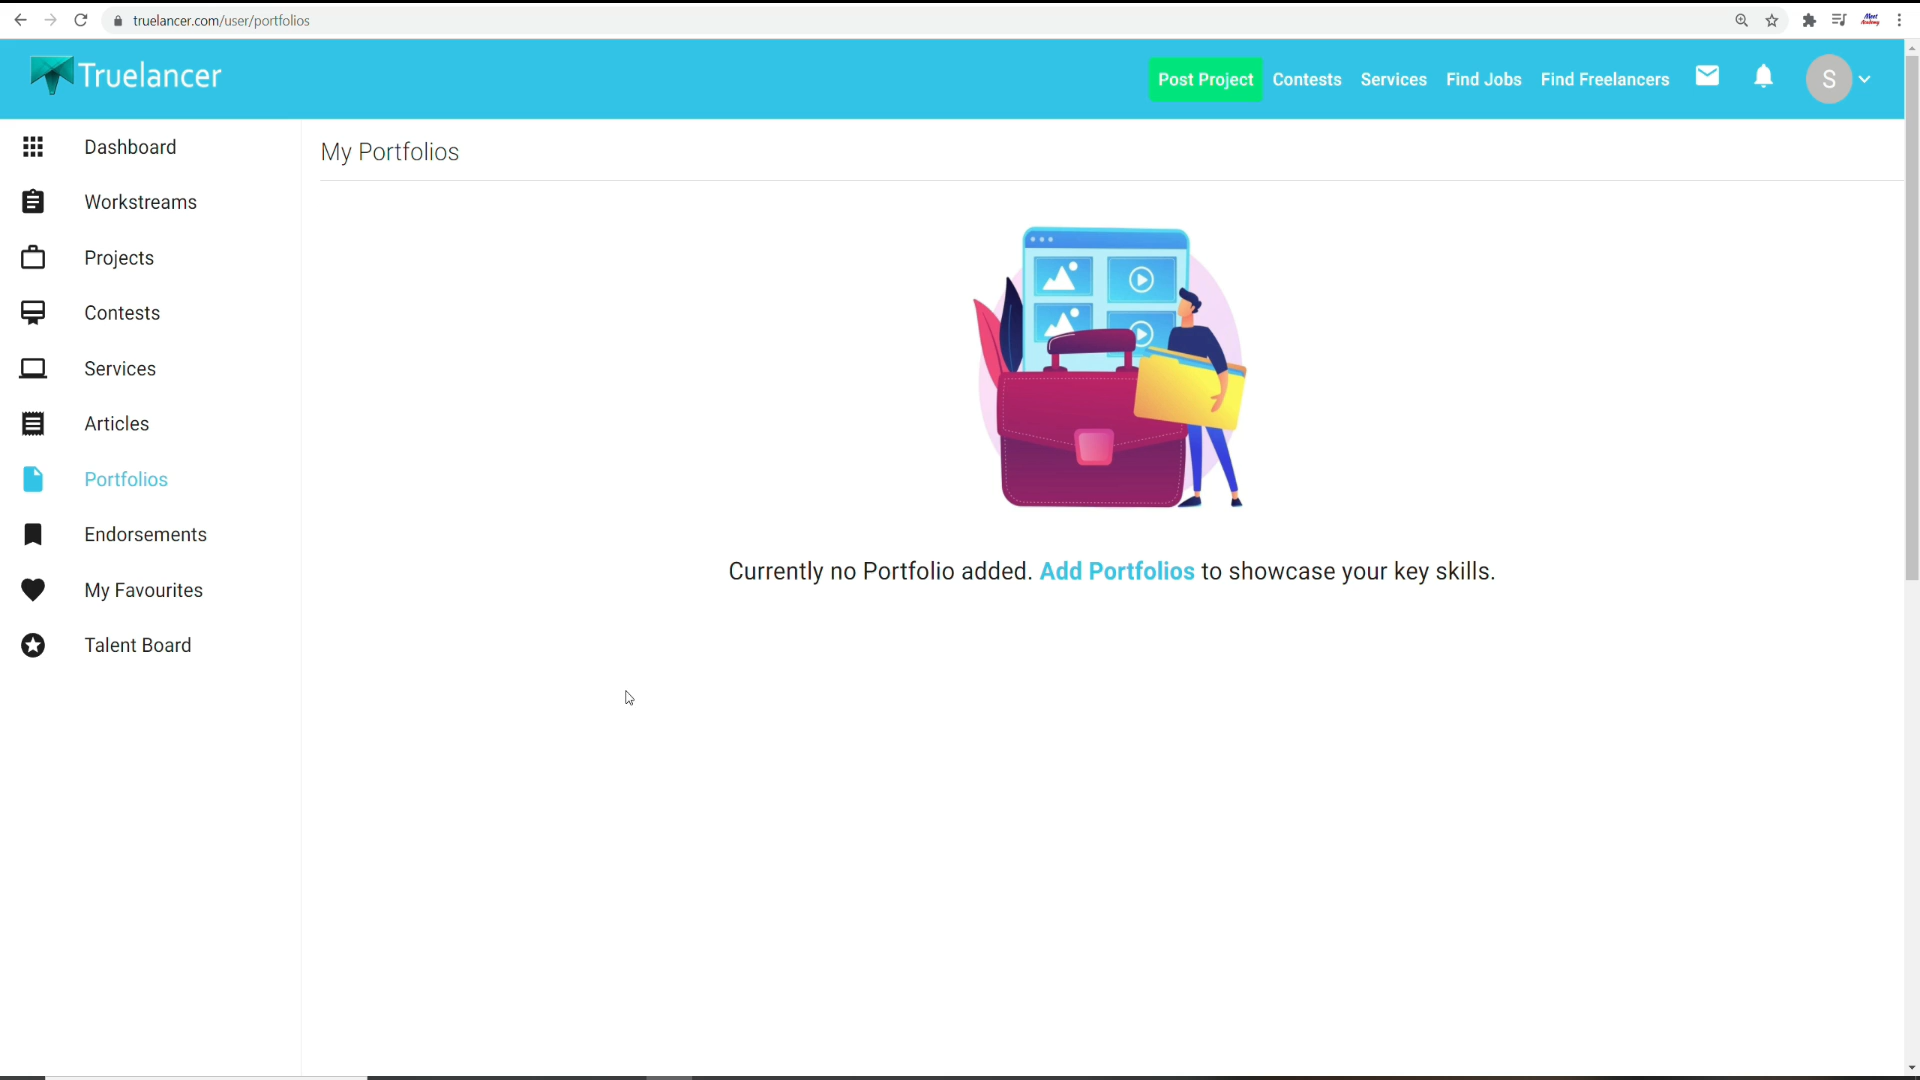 truelancer.com/user/portfolios
Truelancer
Post Project Contests Services Find Jobs Find Freelancers S
Dashboard
Workstreams
Projects
Contests
Services
Articles
Portfolios
Endorsements
My Favourites
Talent Board
My Portfolios
Currently no Portfolio added. Add Portfolios to showcase your key skills.